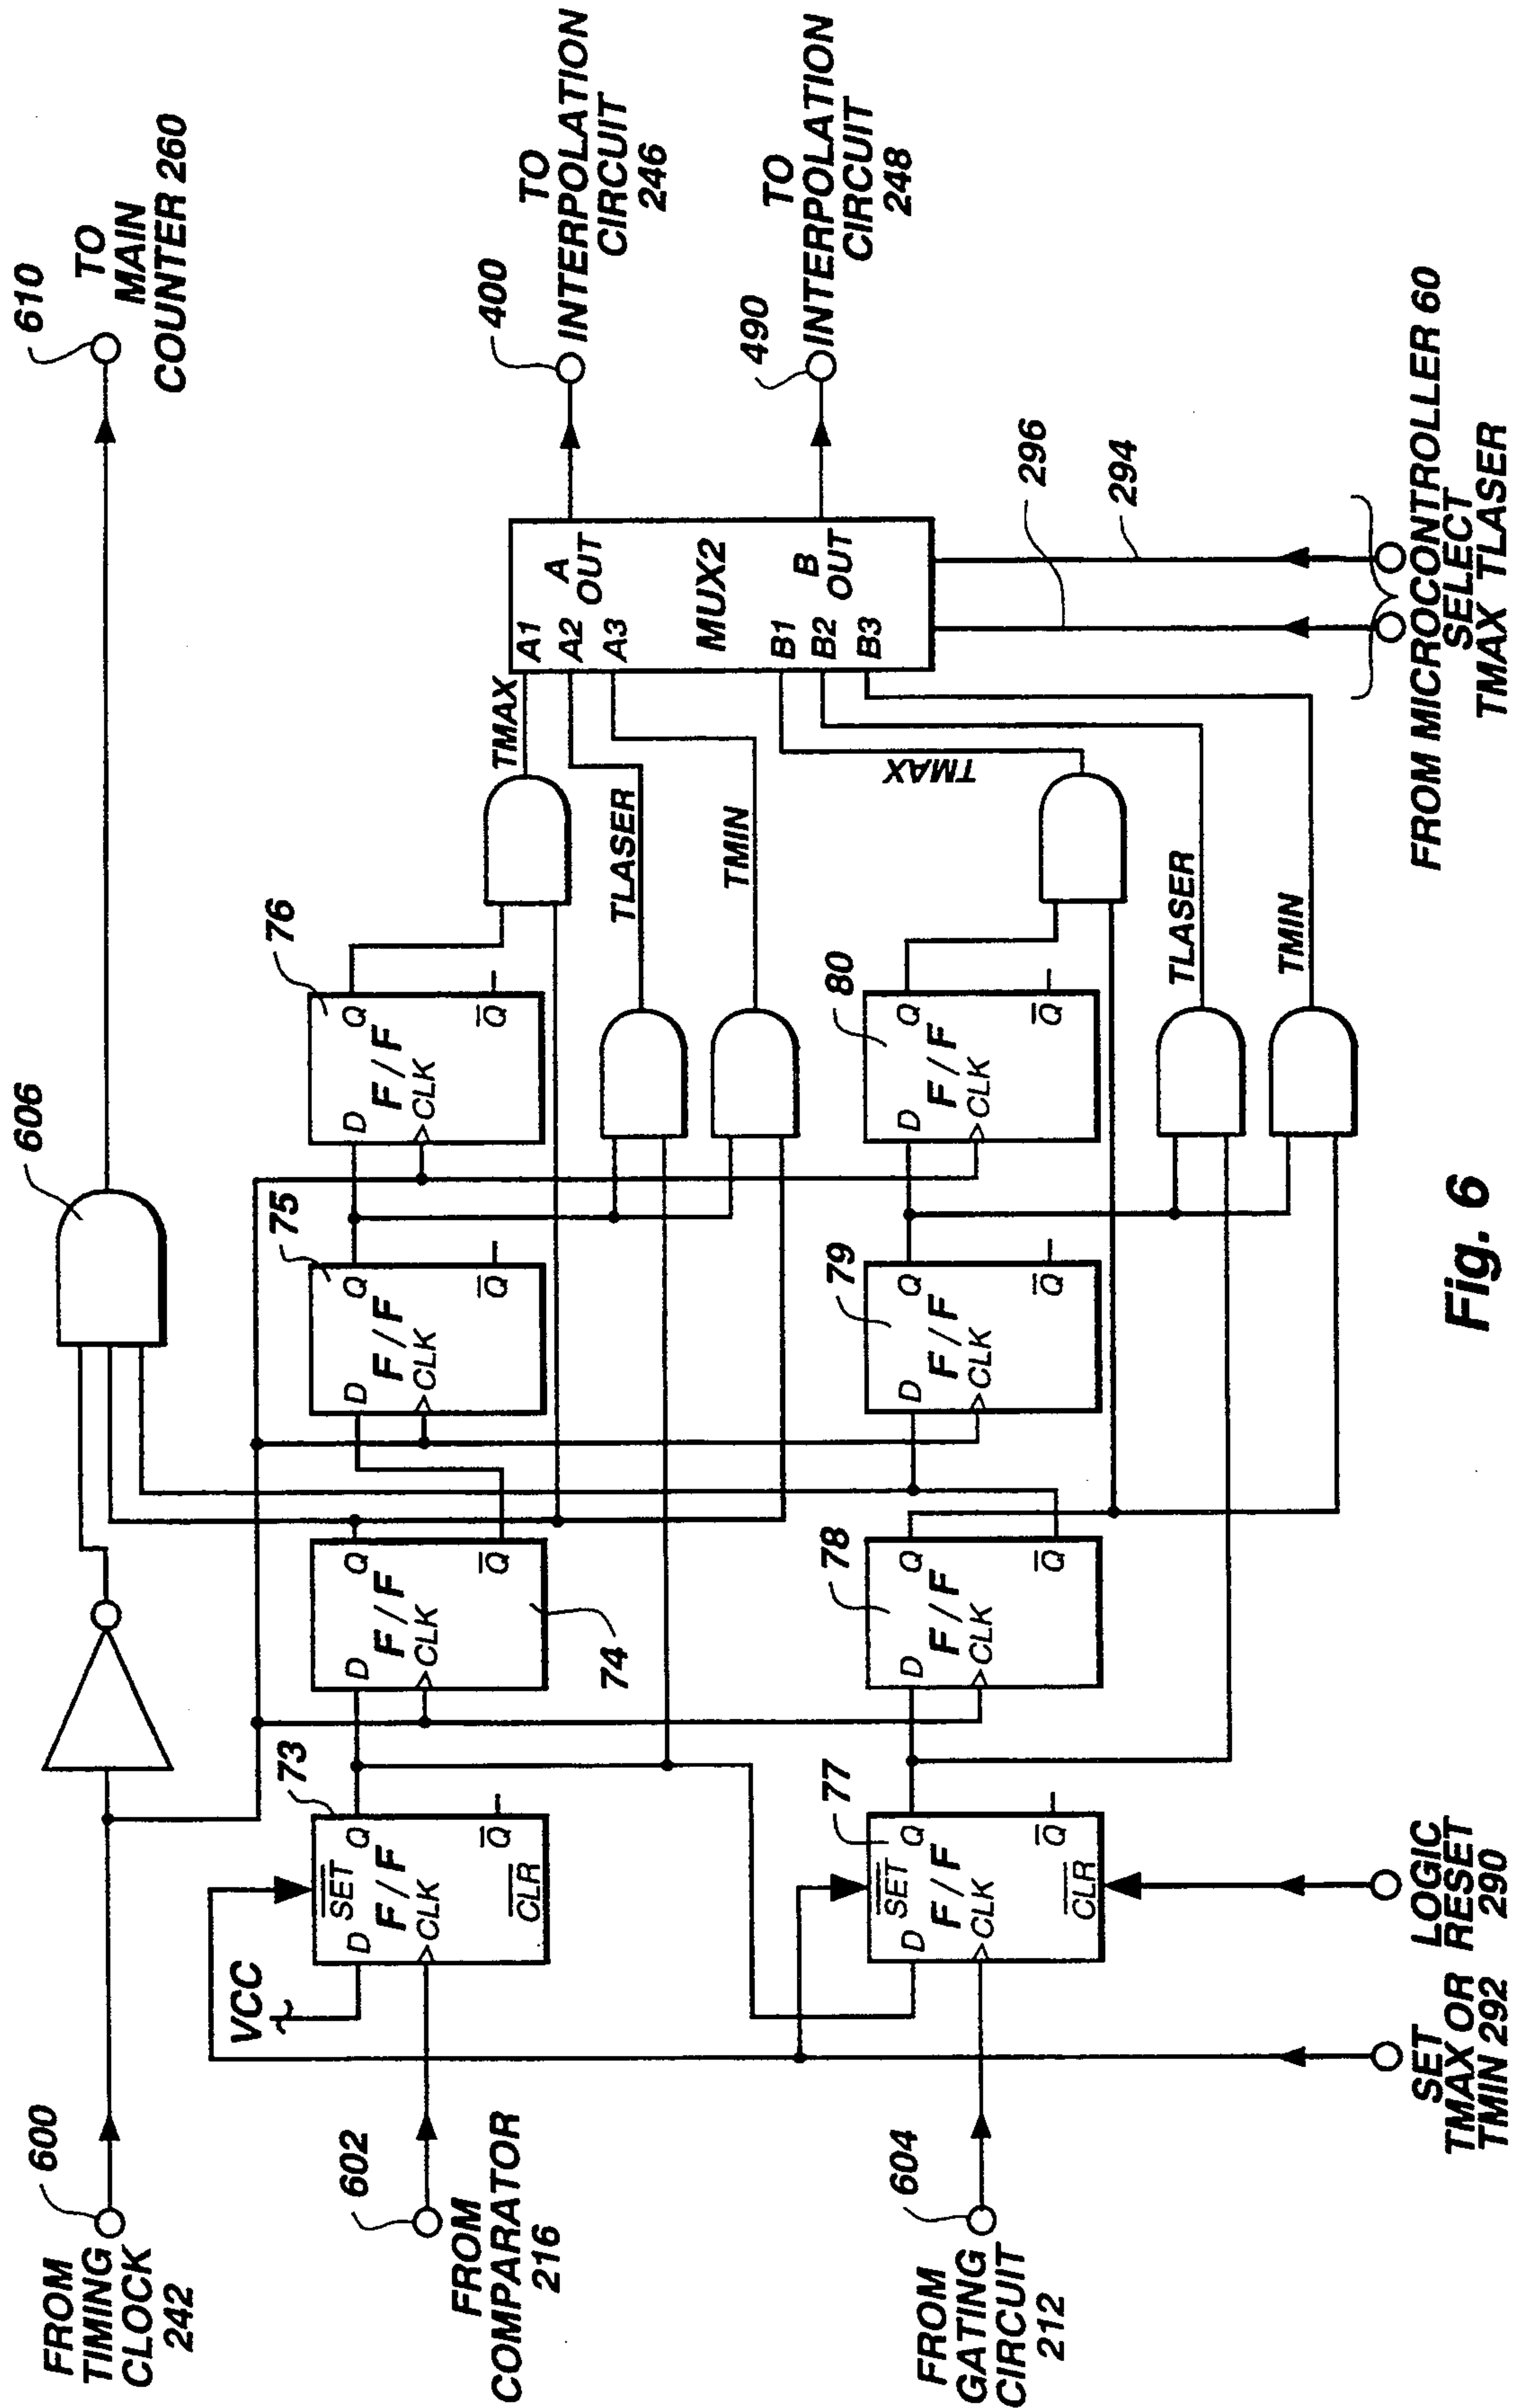 FROM
TIMING
CLOCK
242
600
606
610
TO
MAIN
COUNTER 260
VCC
FROM
COMPARATOR
216
602
73
SET
D Q
F/F
CLK
Q
CLR
74
D Q
F/F
CLK
Q
75
D Q
F/F
CLK
Q
76
D Q
F/F
CLK
Q
TMAX
TLASER
TMIN
A1
A2
A3
A
OUT
MUX2
B1
B2
B3
B
OUT
400
TO
INTERPOLATION
CIRCUIT
246
490
TO
INTERPOLATION
CIRCUIT
248
FROM
GATING
CIRCUIT
212
604
77
SET
D Q
F/F
CLK
Q
CLR
78
D Q
F/F
CLK
Q
79
D Q
F/F
CLK
Q
80
D Q
F/F
CLK
Q
TMAX
TLASER
TMIN
296
294
SET
TMAX OR
TMIN 292
LOGIC
RESET
290
FROM MICROCONTROLLER 60
SELECT
TMAX TLASER
Fig. 6